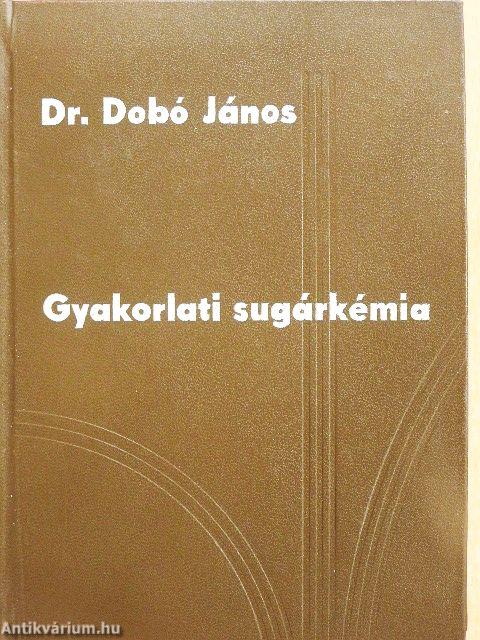 Dr. Dobó János
Gyakorlati sugárkémia
Antikvárium.hu